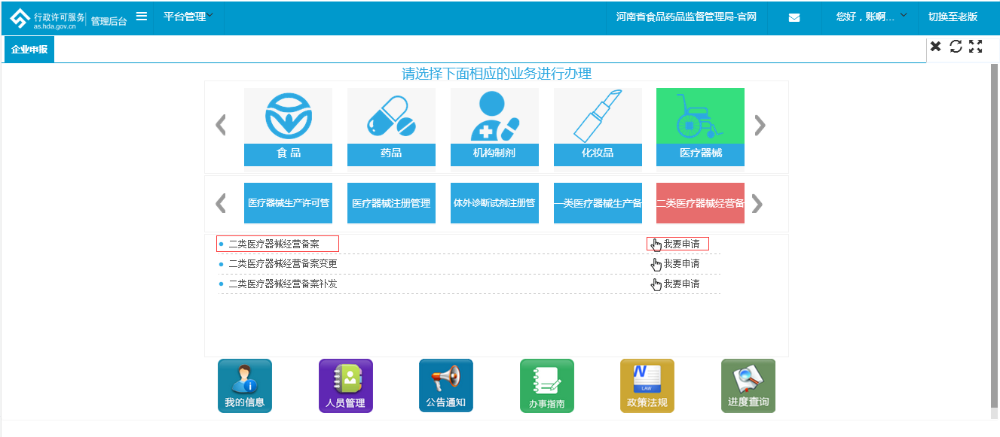 行政许可服务
as.hda.gov.cn
管理后台
平台管理
河南省食品药品监督管理局-官网
您好，账啊...
切换至老版
企业申报
请选择下面相应的业务进行办理
食 品
药品
机构制剂
化妆品
医疗器械
医疗器械生产许可管
医疗器械注册管理
体外诊断试剂注册管
一类医疗器械生产备
二类医疗器械经营备
二类医疗器械经营备案 我要申请
二类医疗器械经营备案变更 我要申请
二类医疗器械经营备案补发 我要申请
我的信息
人员管理
公告通知
办事指南
N
LAW
政策法规
进度查询